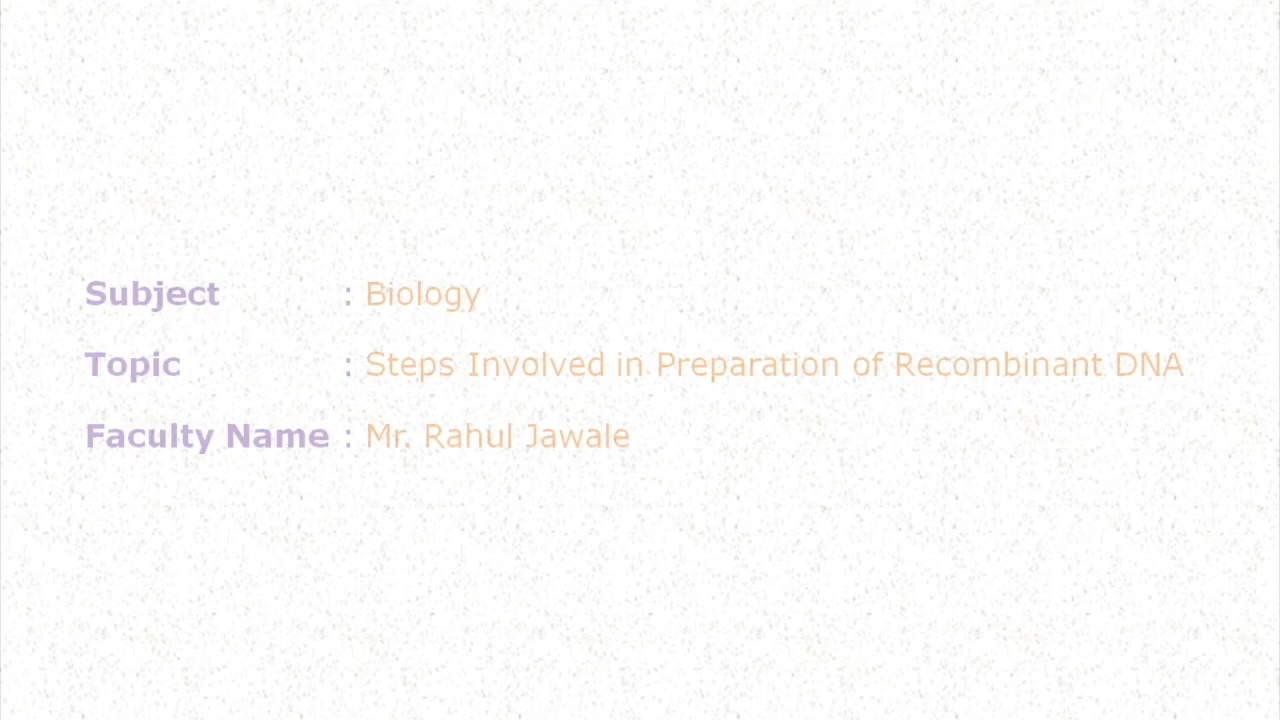 Subject : Biology
Topic : Steps Involved in Preparation of Recombinant DNA
Faculty Name : Mr. Rahul Jawale